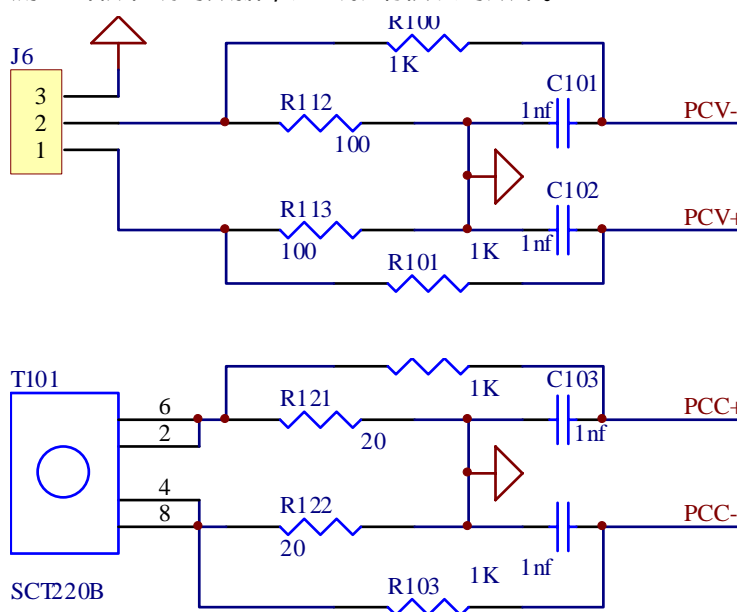 R100
1K
J6
C101
3
R112
1nf
PCV-
2
100
1
C102
R113
PCV+
100
1K
1nf
R101
T101
1K
C103
6
R121
PCC+
2
20
1nf
4
R122
PCC-
8
20
1nf
1K
SCT220B
R103